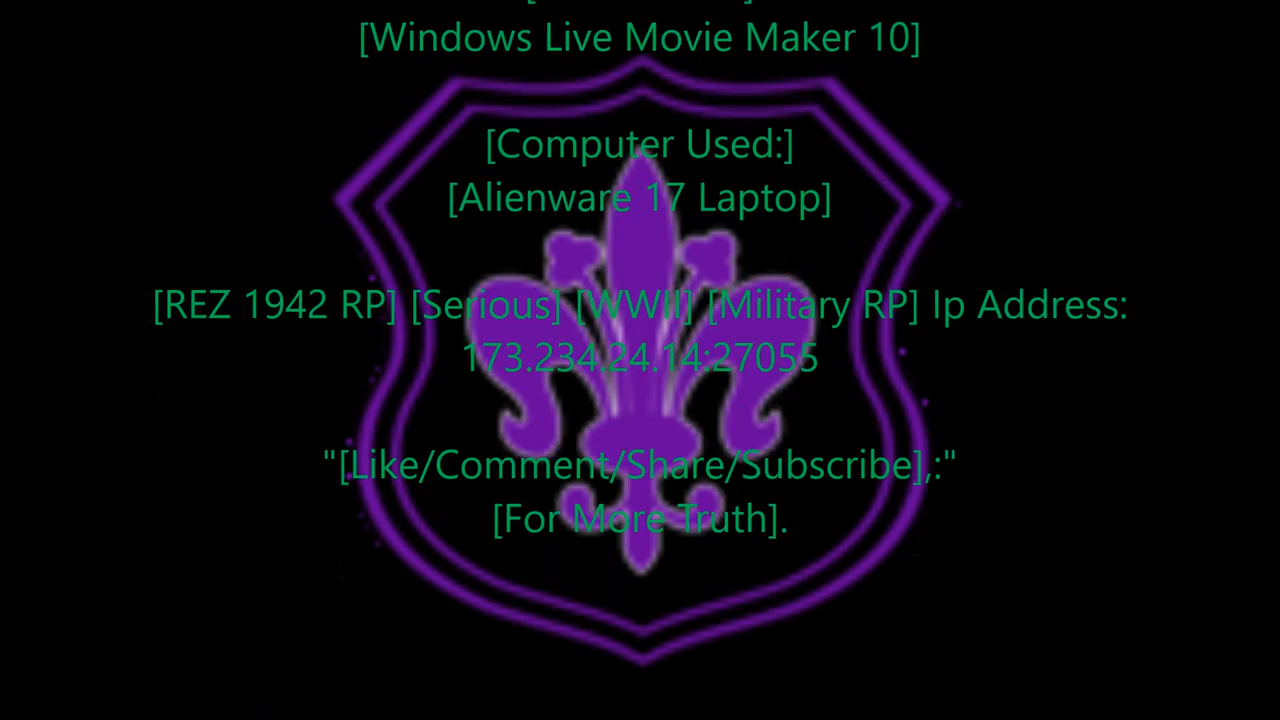 [Windows Live Movie Maker 10]
[Computer Used:]
[Alienware 17 Laptop]
[REZ 1942 RP] [Serious] [WWII] [Military RP] Ip Address:
173.234.24.14:27055
"[Like/Comment/Share/Subscribe],:"
[For More Truth].